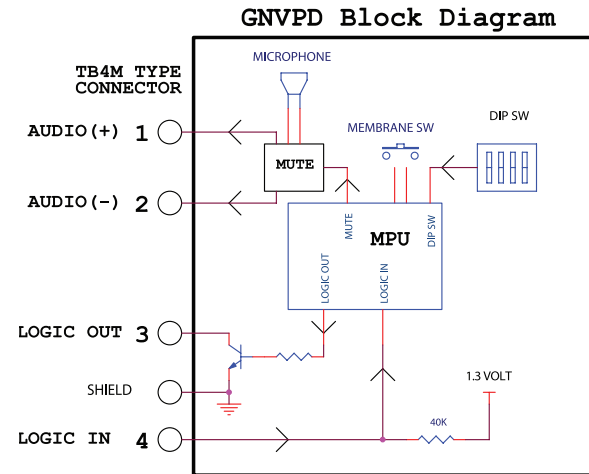 GNVPD Block Diagram
MICROPHONE
TB4M TYPE
CONNECTOR
DIP SW
AUDIO(+) 1
MEMBRANE SW
MUTE
AUDIO(-) 2
MUTE
MPU
DIP SW
LOGIC OUT
LOGIC IN
LOGIC OUT 3
1.3 VOLT
SHIELD
40K
LOGIC IN 4